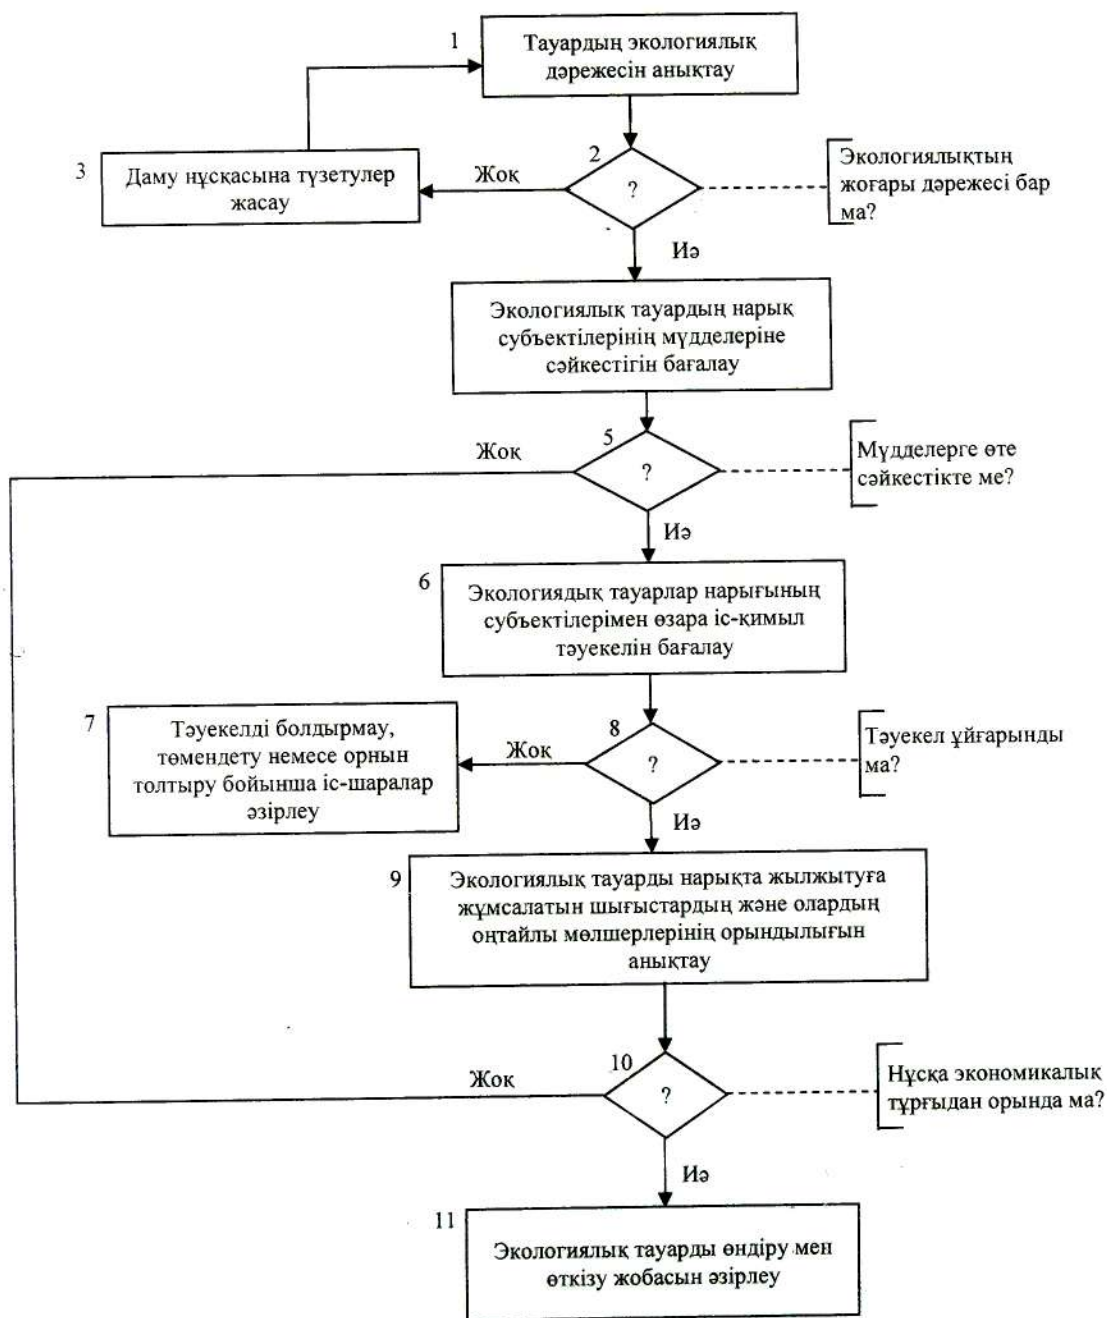 1
Тауардың экологиялық
дәрежесін анықтау
2
?
Экологиялықтың
жоғары дәрежесі бар
ма?
Жоқ
3
Даму нұсқасына түзетулер
жасау
Иә
Экологиялық тауардың нарық
субъектілерінің мүдделеріне
сәйкестігін бағалау
5
?
Мүдделерге өте
сәйкестікте ме?
Жоқ
Иә
6
Экологиядық тауарлар нарығының
субъектілерімен өзара іс-қимыл
тәуекелін бағалау
7
Тәуекелді болдырмау,
төмендету немесе орнын
толтыру бойынша іс-шаралар
әзірлеу
Жоқ
8
?
Тәуекел ұйғарынды
ма?
Иә
9
Экологиялық тауарды нарықта жылжытуға
жұмсалатын шығыстардың және олардың
оңтайлы мөлшерлерінің орындылығын
анықтау
10
?
Нұсқа экономикалық
тұрғыдан орында ма?
Жоқ
Иә
11
Экологиялық тауарды өндіру мен
өткізу жобасын әзірлеу